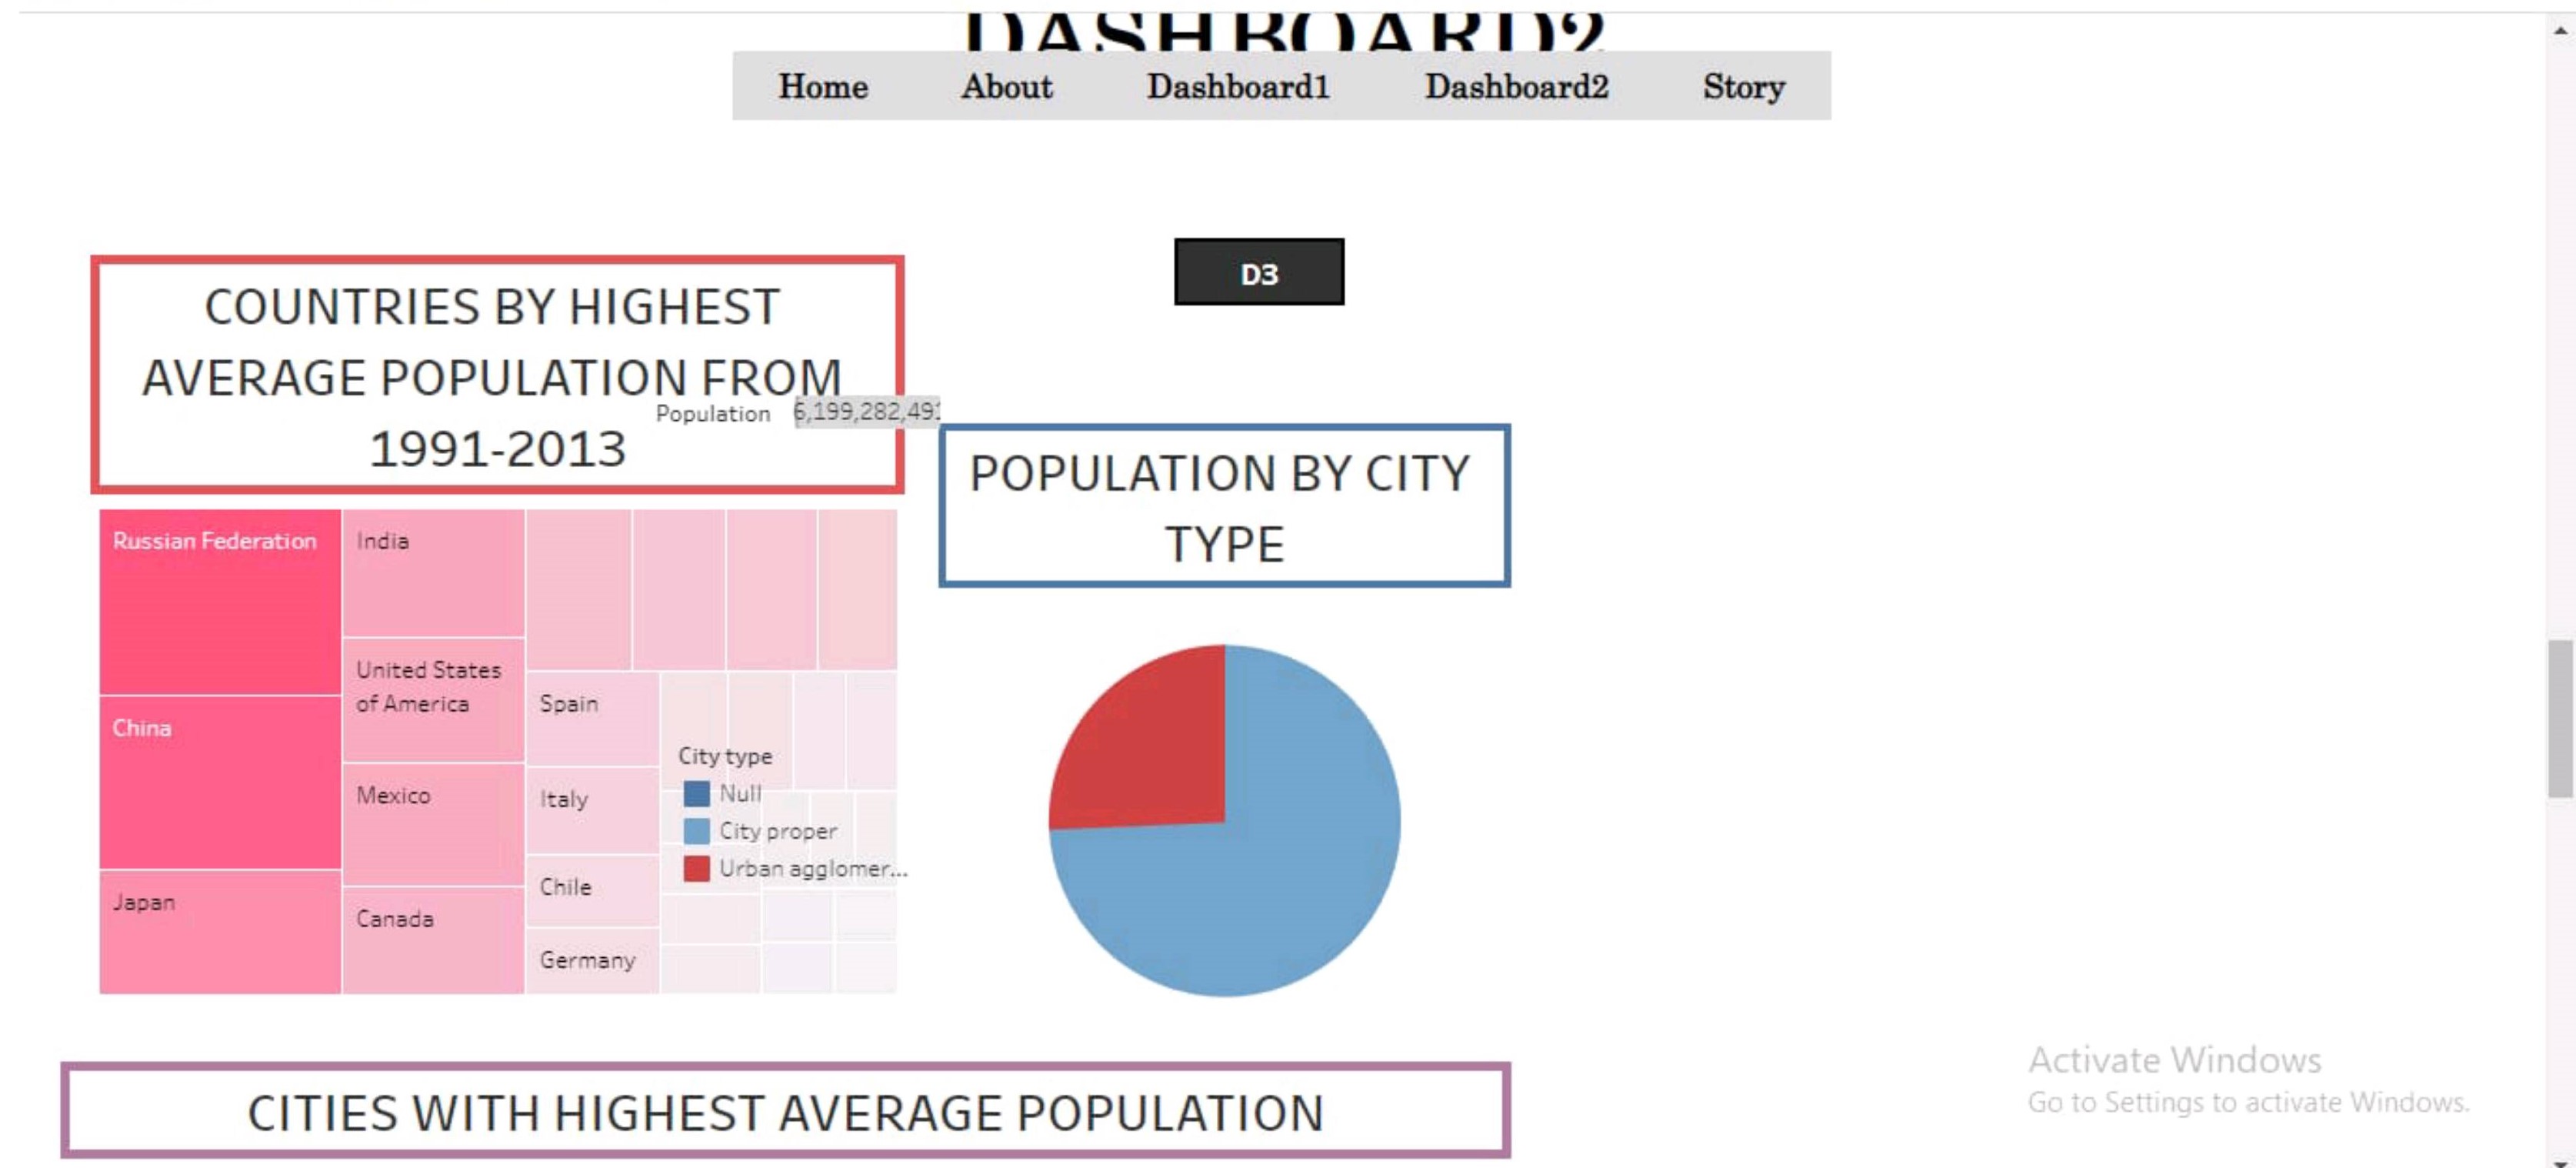 DASHBOARD2
Home About Dashboard1 Dashboard2 Story
D3
COUNTRIES BY HIGHEST
AVERAGE POPULATION FROM
1991-2013
Population 6,199,282,491
POPULATION BY CITY
TYPE
Russian Federation
China
Japan
India
United States
of America
Mexico
Canada
Spain
Italy
Chile
Germany
City type
Null
City proper
Urban agglomer...
CITIES WITH HIGHEST AVERAGE POPULATION
Activate Windows
Go to Settings to activate Windows.